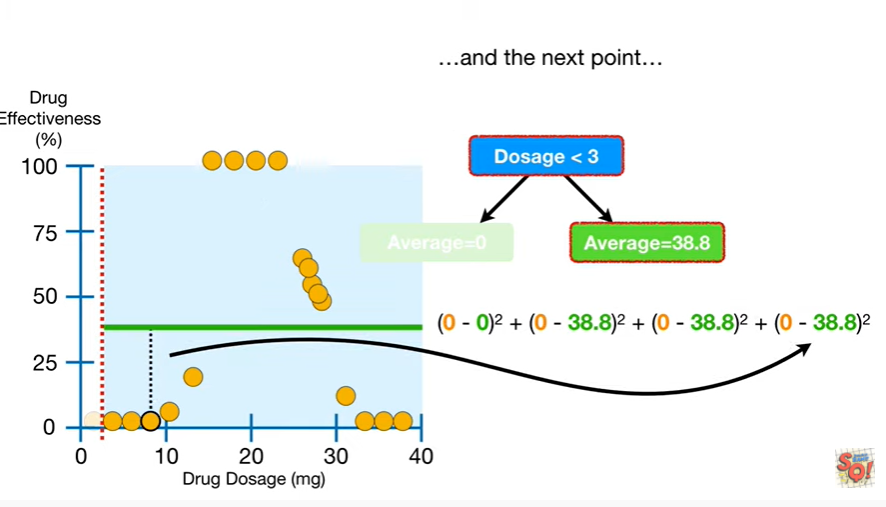 …and the next point…
Drug
Effectiveness
(%)
100
75
50
25
0
0 10 20 30 40
Drug Dosage (mg)
Dosage < 3
Average=0 Average=38.8
(0 - 0)² + (0 - 38.8)² + (0 - 38.8)² + (0 - 38.8)²
SQ!